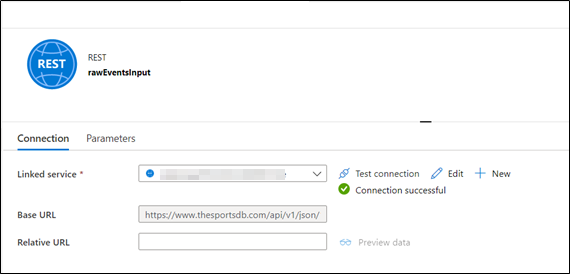 REST
REST
rawEventsInput
Connection Parameters
Linked service * Test connection Edit New
Connection successful
Base URL https://www.thesportsdb.com/api/v1/json/
Relative URL Preview data